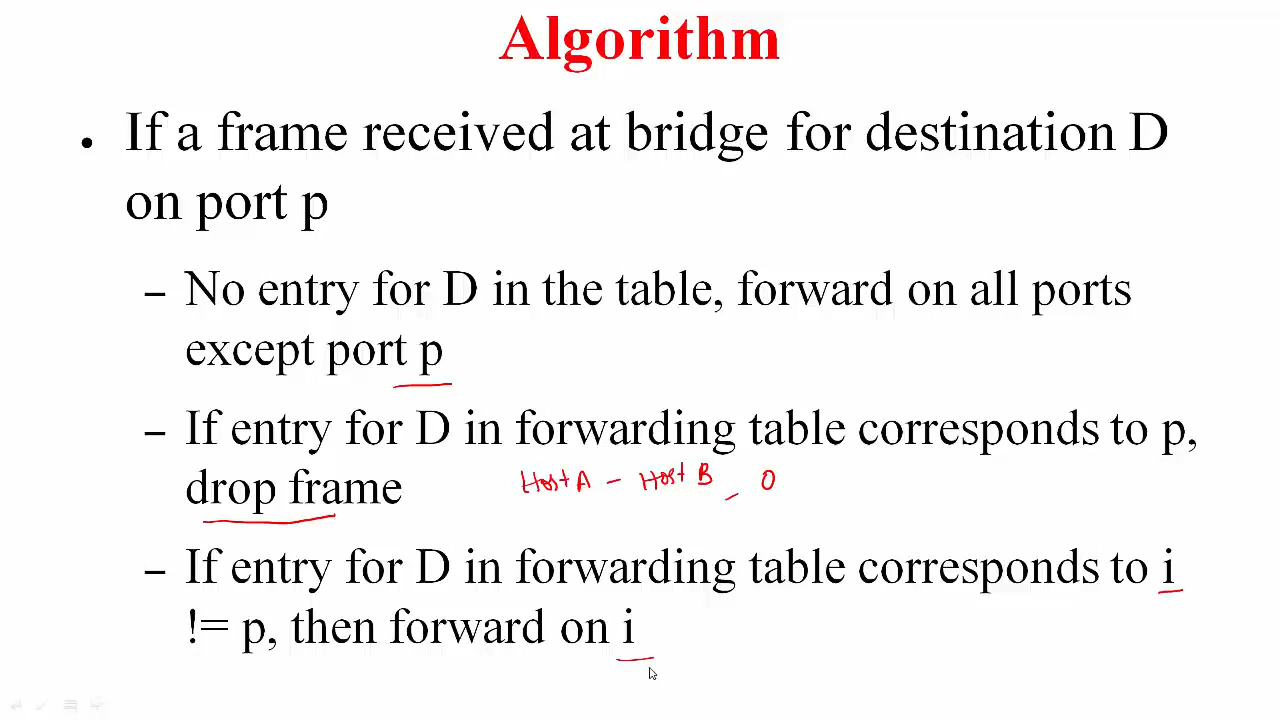 Algorithm
• If a frame received at bridge for destination D
on port p
– No entry for D in the table, forward on all ports
except port p
– If entry for D in forwarding table corresponds to p,
drop frame
Host A – Host B – 0
– If entry for D in forwarding table corresponds to i
!= p, then forward on i